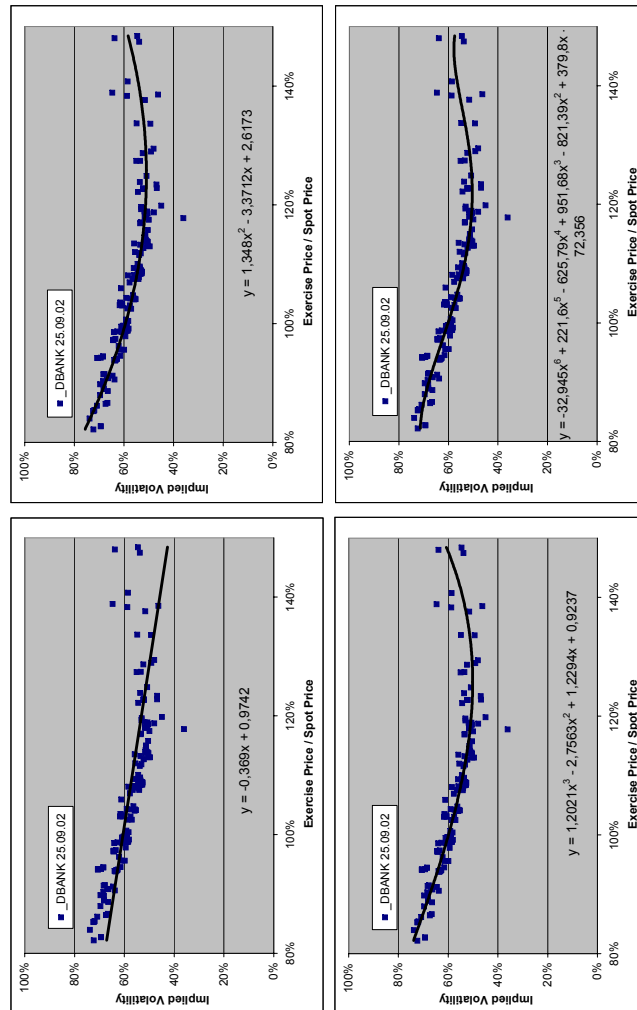 _DBANK 25.09.02
100%
80%
60%
40%
20%
0%
Implied Volatility
y = -0,369x + 0,9742
80%
100%
120%
140%
Exercise Price / Spot Price
_DBANK 25.09.02
100%
80%
60%
40%
20%
0%
Implied Volatility
y = 1,348x² - 3,3712x + 2,6173
80%
100%
120%
140%
Exercise Price / Spot Price
_DBANK 25.09.02
100%
80%
60%
40%
20%
0%
Implied Volatility
y = 1,2021x³ - 2,7563x² + 1,2294x + 0,9237
80%
100%
120%
140%
Exercise Price / Spot Price
_DBANK 25.09.02
100%
80%
60%
40%
20%
0%
Implied Volatility
y = -32,945x⁶ + 221,6x⁵ - 625,79x⁴ + 951,68x³ - 821,39x² + 379,8x -
72,356
80%
100%
120%
140%
Exercise Price / Spot Price